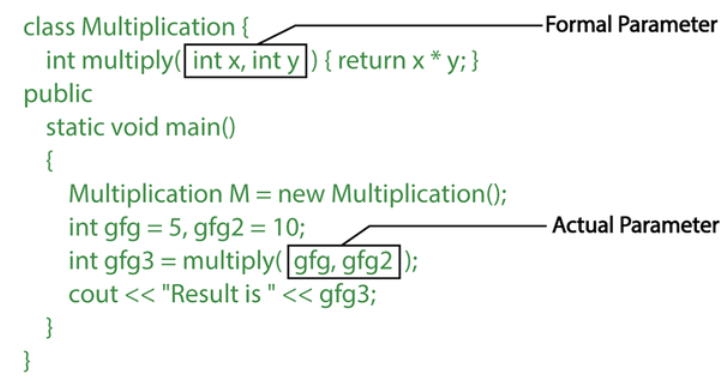 class Multiplication {
Formal Parameter
int multiply( int x, int y ) { return x * y; }
public
static void main()
{
Multiplication M = new Multiplication();
int gfg = 5, gfg2 = 10;
Actual Parameter
int gfg3 = multiply( gfg, gfg2 );
cout << "Result is " << gfg3;
}
}